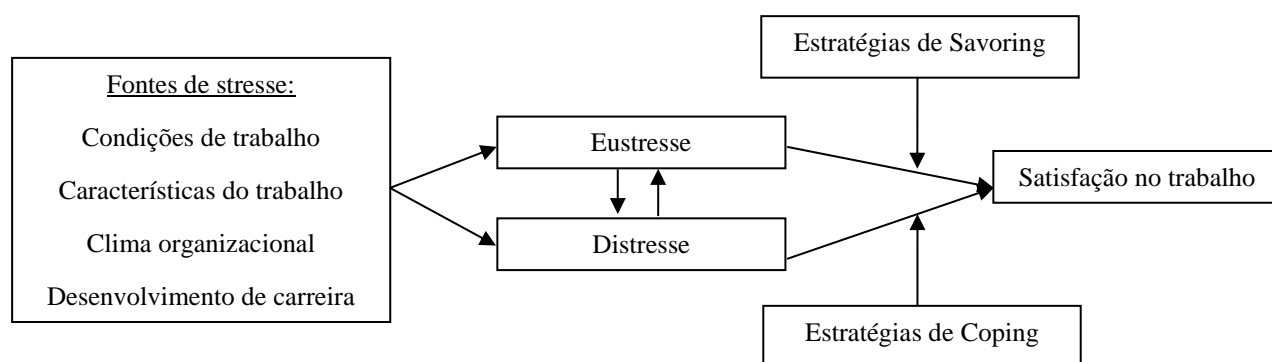 Fontes de stresse:
Condições de trabalho
Características do trabalho
Clima organizacional
Desenvolvimento de carreira
Eustresse
Distresse
Estratégias de Savoring
Estratégias de Coping
Satisfação no trabalho